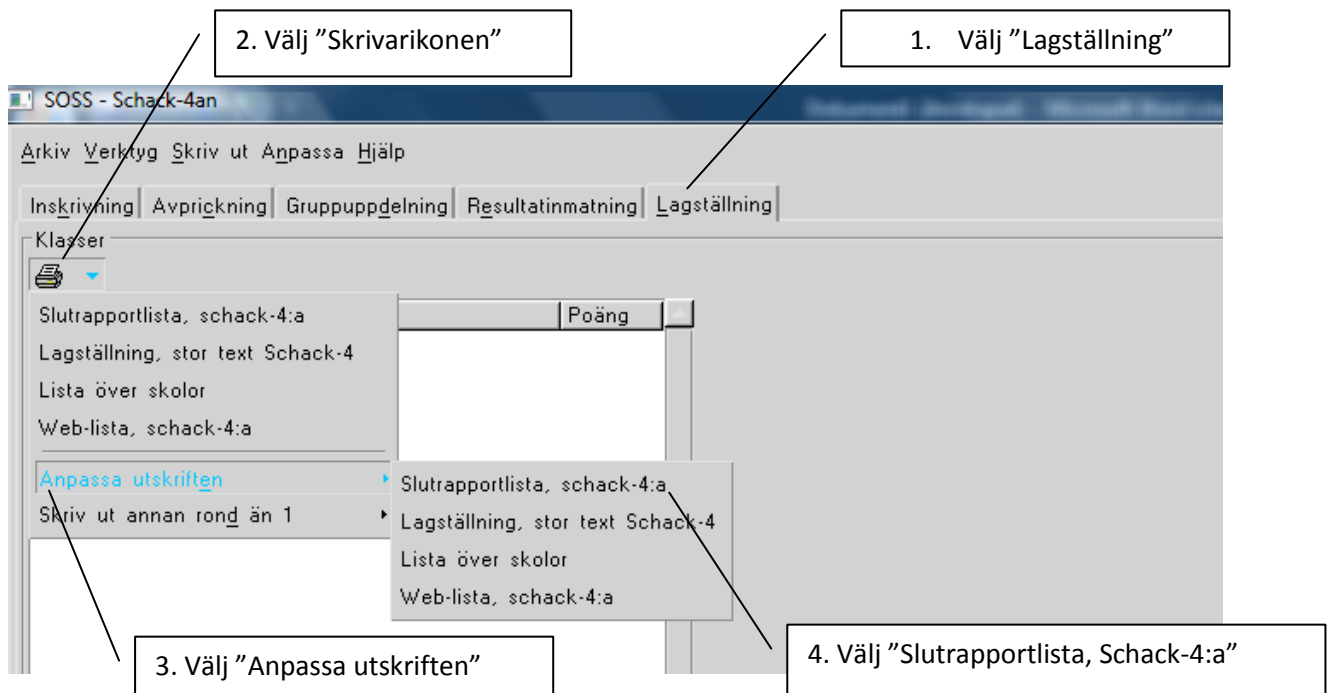 2. Välj ”Skrivarikonen”
1. Välj ”Lagställning”
SOSS - Schack-4an
Arkiv Verktyg Skriv ut Anpassa Hjälp
Inskrivning Avprickning Gruppuppdelning Resultatinmatning Lagställning
Klasser
Poäng
Slutrapportlista, schack-4:a
Lagställning, stor text Schack-4
Lista över skolor
Web-lista, schack-4:a
Anpassa utskriften
Skriv ut annan rond än 1
Slutrapportlista, schack-4:a
Lagställning, stor text Schack-4
Lista över skolor
Web-lista, schack-4:a
3. Välj ”Anpassa utskriften”
4. Välj ”Slutrapportlista, Schack-4:a”